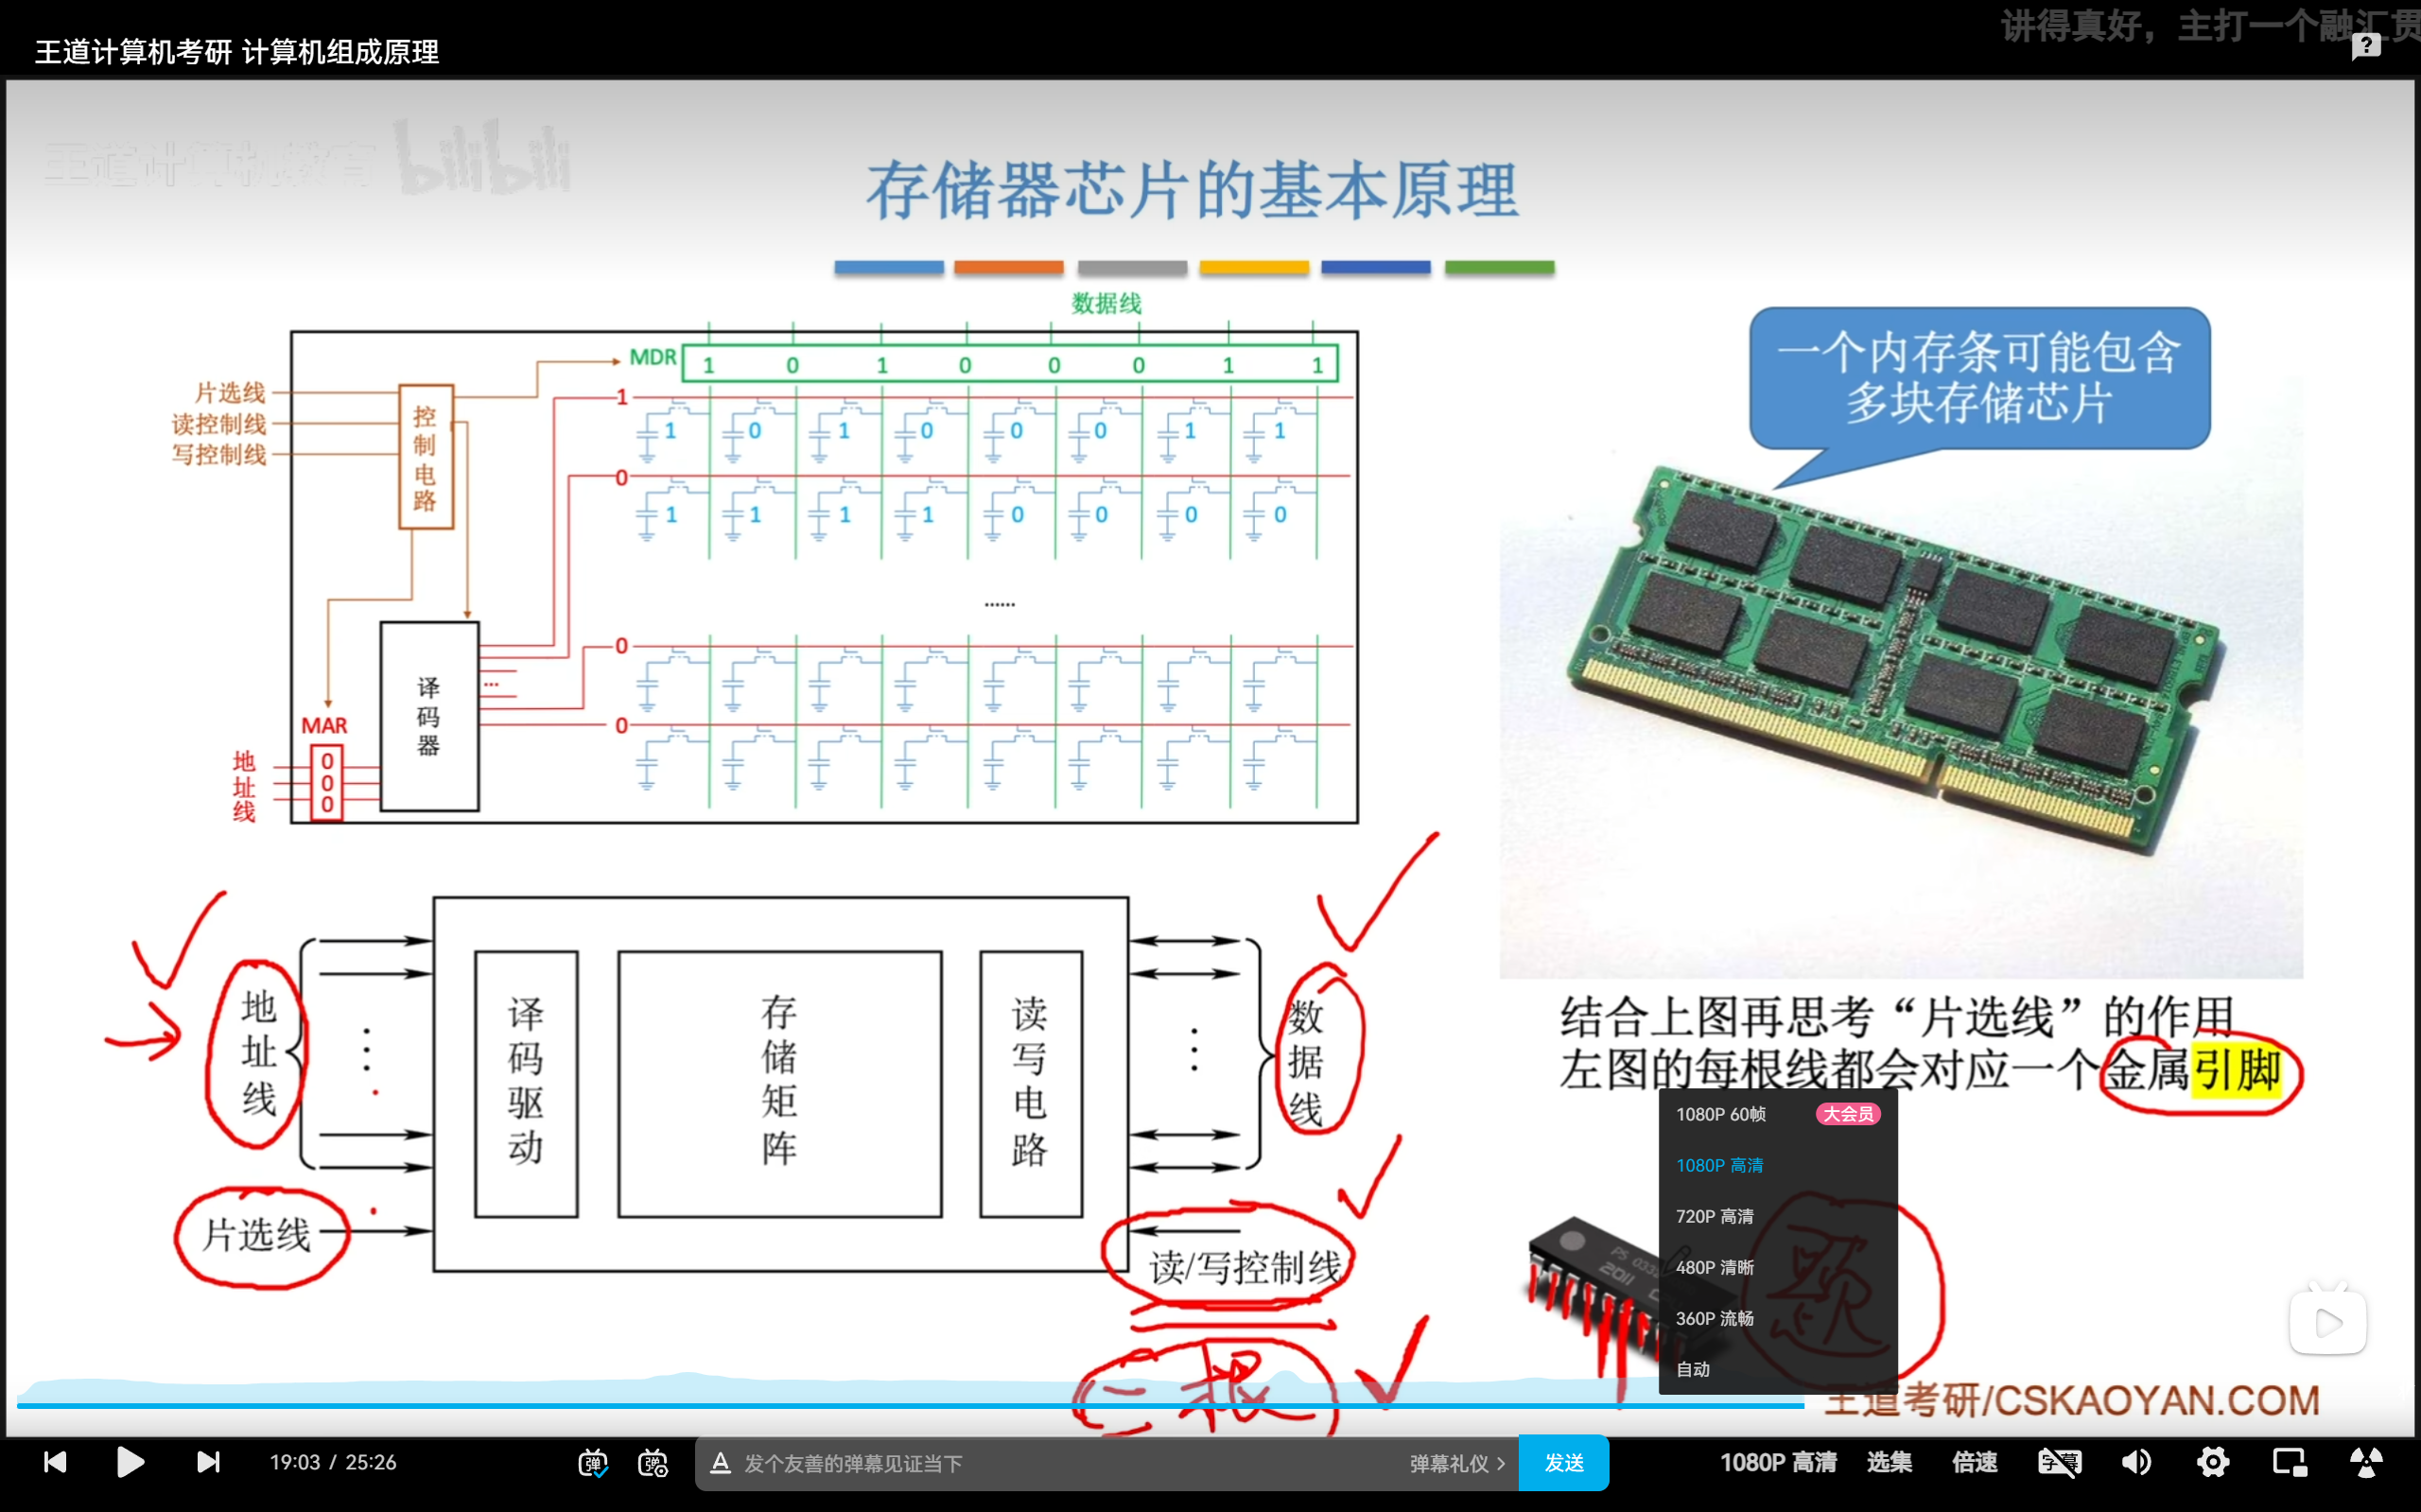 讲得真好，主打一个融汇贯
王道计算机考研 计算机组成原理
王道计算机教育 bilibili
存储器芯片的基本原理
数据线
MDR 1 0 1 0 0 0 1 1
片选线
读控制线
写控制线
控制电路
1 1 0 1 0 0 0 1 1
0 1 1 1 1 0 0 0 0
......
0
0
...
译码器
MAR
地址线
0
0
0
一个内存条可能包含
多块存储芯片
地址线
片选线
译码驱动
存储矩阵
读写电路
数据线
读/写控制线
二根
结合上图再思考“片选线”的作用
左图的每根线都会对应一个金属引脚
2011
1080P 60帧 大会员
1080P 高清
720P 高清
480P 清晰
360P 流畅
自动
王道考研/CSKAOYAN.COM
19:03 / 25:26
弹
弹
A 发个友善的弹幕见证当下
弹幕礼仪 >
发送
1080P 高清
选集
倍速
字幕